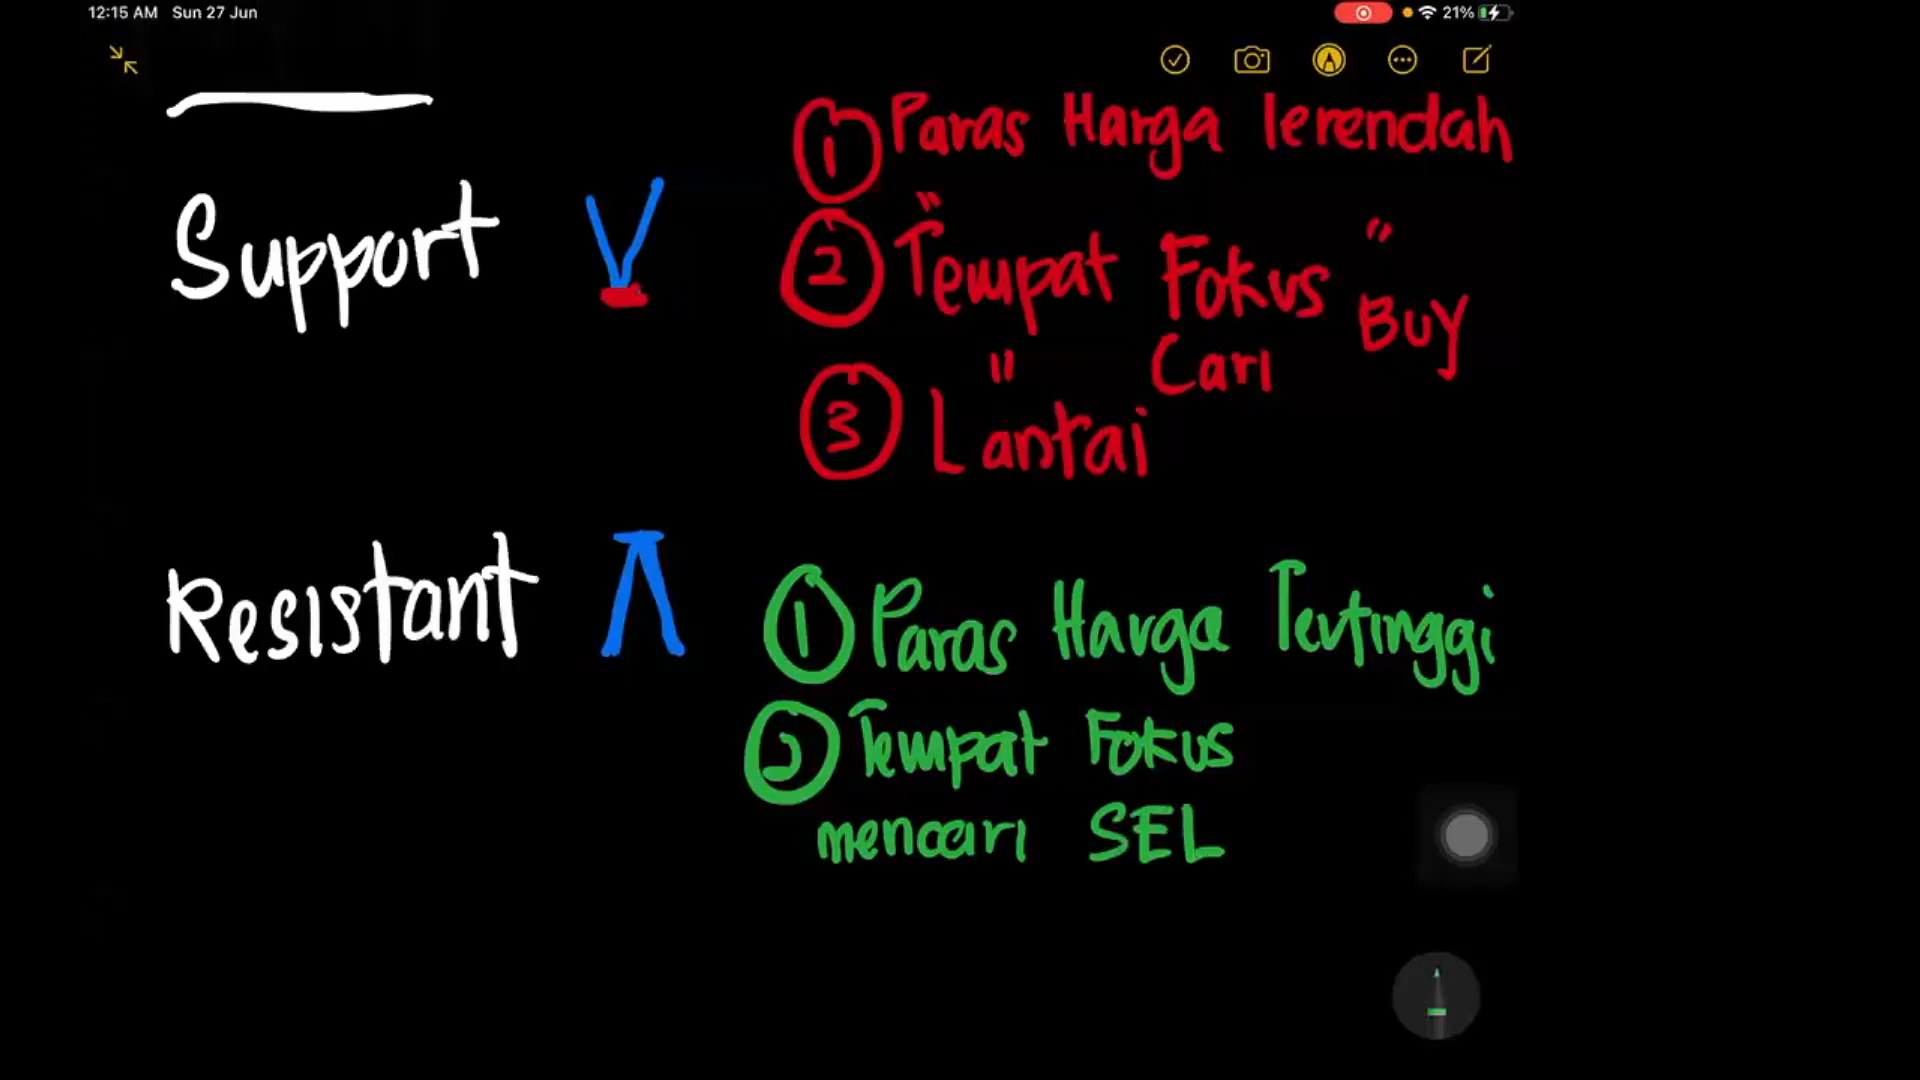 12:15 AM Sun 27 Jun
21%
Support
1 Paras Harga Terendah
2 "Tempat Fokus" Buy
Cari
3 "Lantai
Resistant
1 Paras Harga Tertinggi
2 Tempat Fokus
mencari SEL